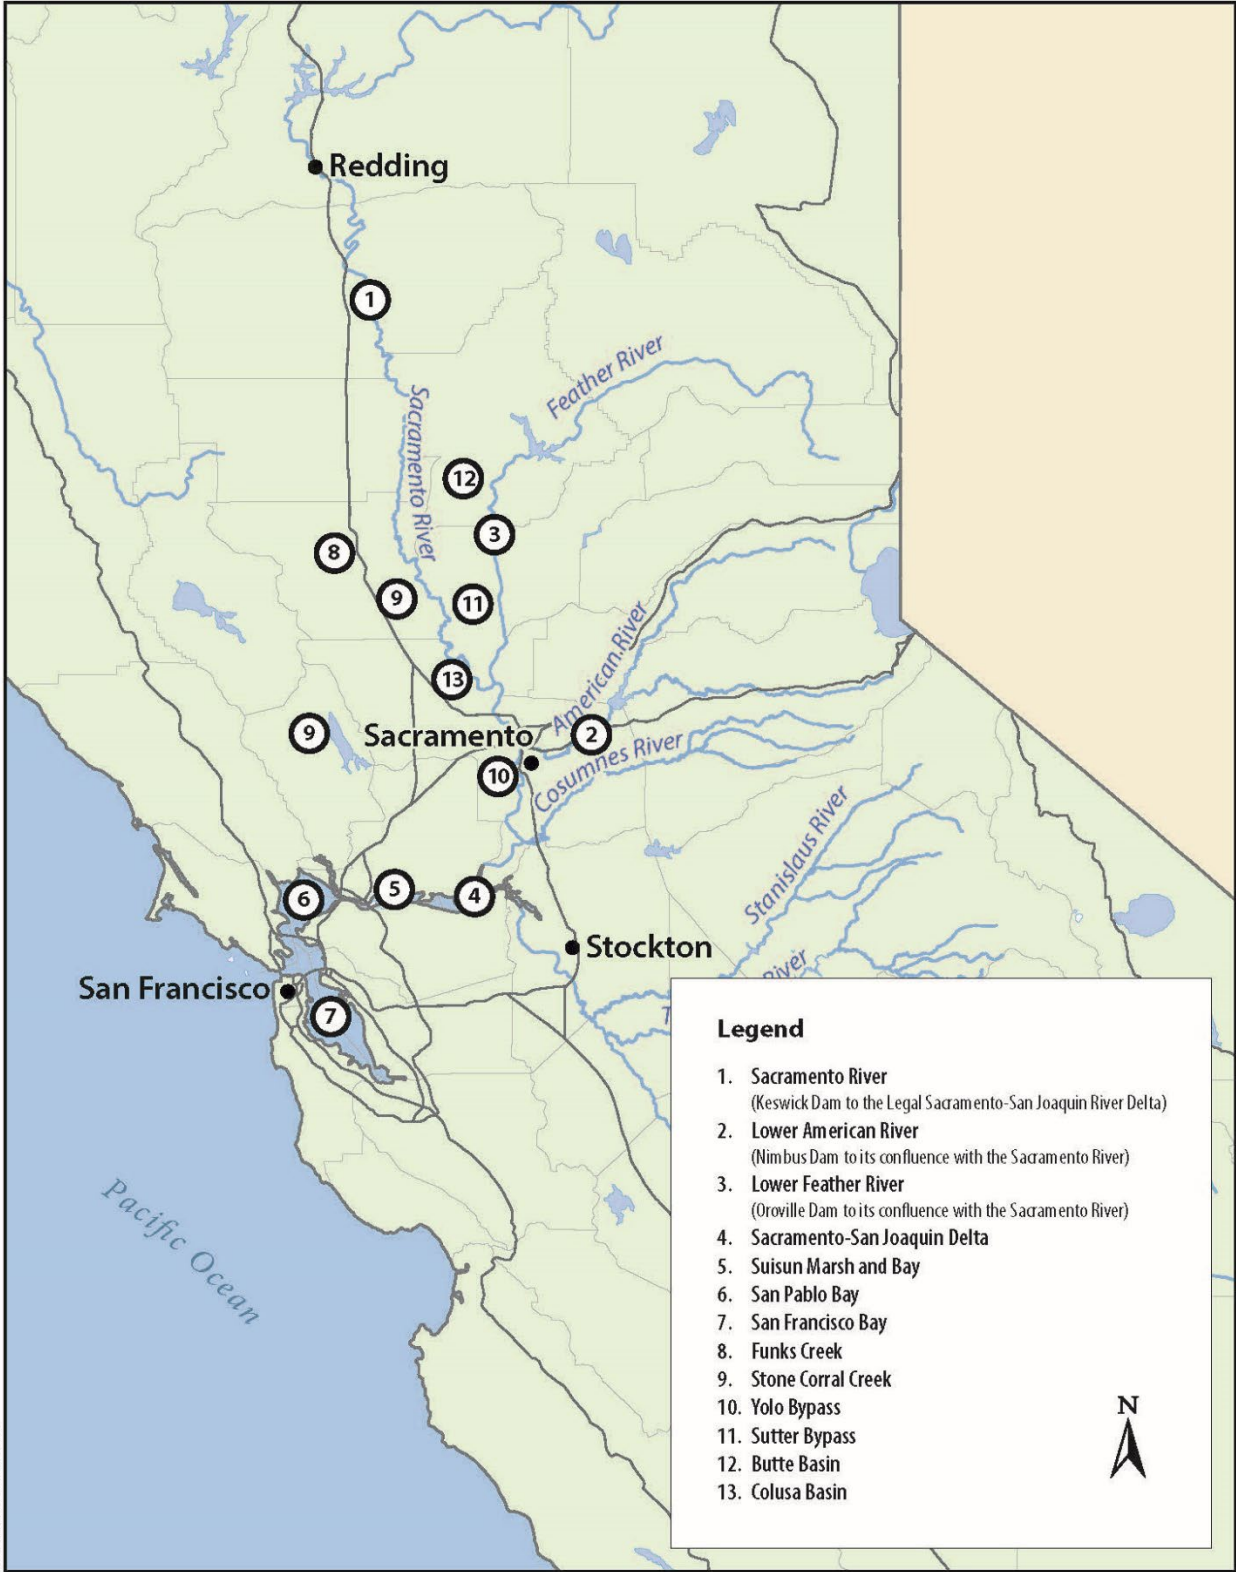 Redding
1
Feather River
Sacramento River
12
3
8
9
11
American River
13
9
Sacramento
2
10
Cosumnes River
Stanislaus River
6
5
4
Stockton
River
San Francisco
7
T
Pacific Ocean
Legend
1. Sacramento River
(Keswick Dam to the Legal Sacramento-San Joaquin River Delta)
2. Lower American River
(Nimbus Dam to its confluence with the Sacramento River)
3. Lower Feather River
(Oroville Dam to its confluence with the Sacramento River)
4. Sacramento-San Joaquin Delta
5. Suisun Marsh and Bay
6. San Pablo Bay
7. San Francisco Bay
8. Funks Creek
9. Stone Corral Creek
10. Yolo Bypass
11. Sutter Bypass
12. Butte Basin
13. Colusa Basin
N